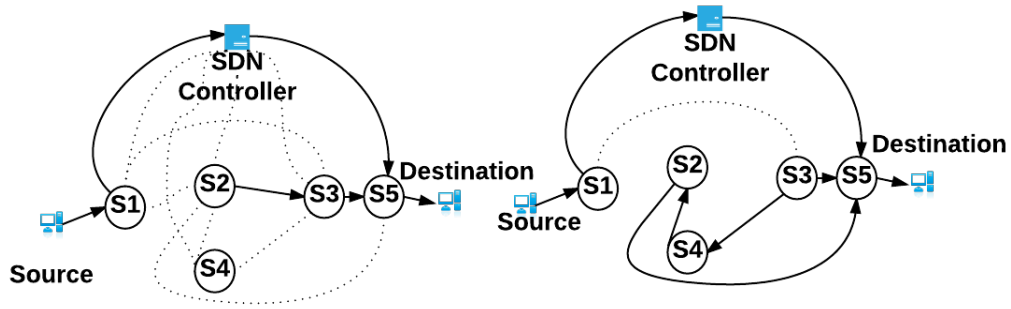 SDN
Controller
S1
S2
S3
S5
S4
Destination
Source
SDN
Controller
Destination
S1
S2
S3
S5
S4
Source